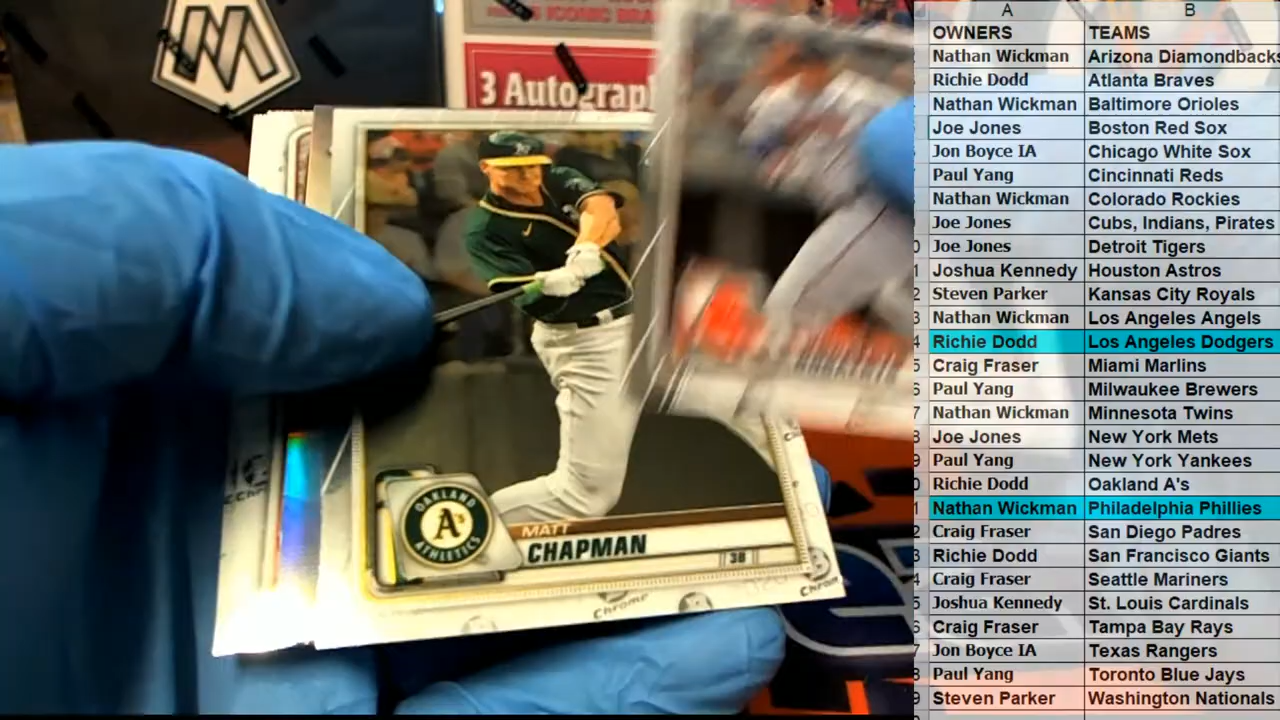 ICONIC BRA
3 Autograp
OAKLAND
A's
ATHLETICS
MATT
CHAPMAN
3B
Chrome
A B
OWNERS TEAMS
Nathan Wickman Arizona Diamondbacks
Richie Dodd Atlanta Braves
Nathan Wickman Baltimore Orioles
Joe Jones Boston Red Sox
Jon Boyce IA Chicago White Sox
Paul Yang Cincinnati Reds
Nathan Wickman Colorado Rockies
Joe Jones Cubs, Indians, Pirates
Joe Jones Detroit Tigers
Joshua Kennedy Houston Astros
Steven Parker Kansas City Royals
Nathan Wickman Los Angeles Angels
Richie Dodd Los Angeles Dodgers
Craig Fraser Miami Marlins
Paul Yang Milwaukee Brewers
Nathan Wickman Minnesota Twins
Joe Jones New York Mets
Paul Yang New York Yankees
Richie Dodd Oakland A's
Nathan Wickman Philadelphia Phillies
Craig Fraser San Diego Padres
Richie Dodd San Francisco Giants
Craig Fraser Seattle Mariners
Joshua Kennedy St. Louis Cardinals
Craig Fraser Tampa Bay Rays
Jon Boyce IA Texas Rangers
Paul Yang Toronto Blue Jays
Steven Parker Washington Nationals